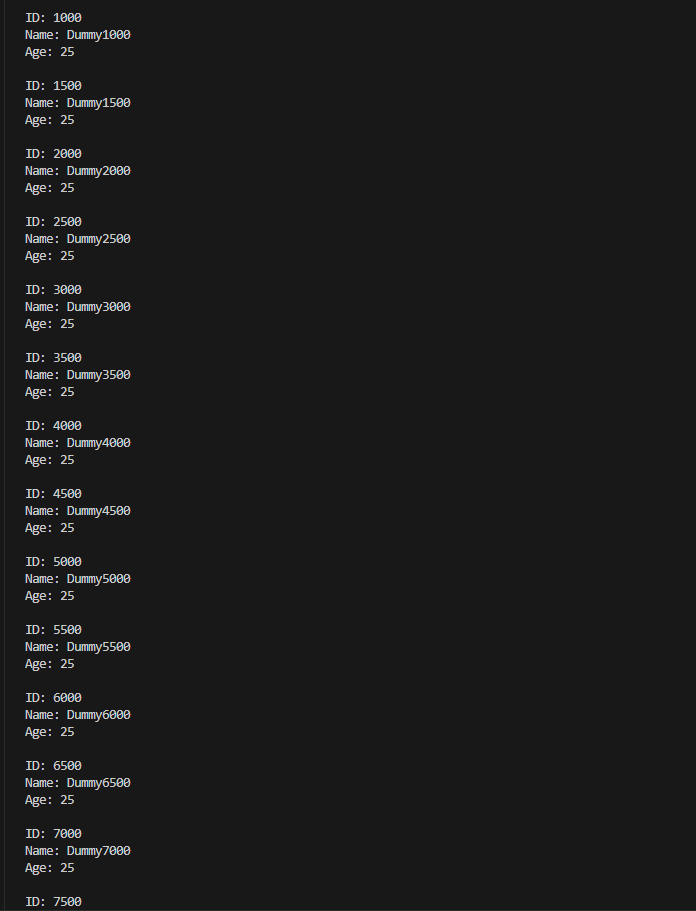 ID: 1000
Name: Dummy1000
Age: 25
ID: 1500
Name: Dummy1500
Age: 25
ID: 2000
Name: Dummy2000
Age: 25
ID: 2500
Name: Dummy2500
Age: 25
ID: 3000
Name: Dummy3000
Age: 25
ID: 3500
Name: Dummy3500
Age: 25
ID: 4000
Name: Dummy4000
Age: 25
ID: 4500
Name: Dummy4500
Age: 25
ID: 5000
Name: Dummy5000
Age: 25
ID: 5500
Name: Dummy5500
Age: 25
ID: 6000
Name: Dummy6000
Age: 25
ID: 6500
Name: Dummy6500
Age: 25
ID: 7000
Name: Dummy7000
Age: 25
ID: 7500